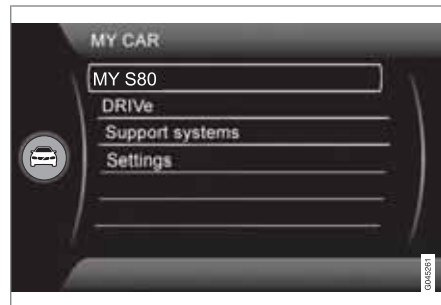 MY CAR
MY S80
DRIVe
Support systems
Settings
G045261